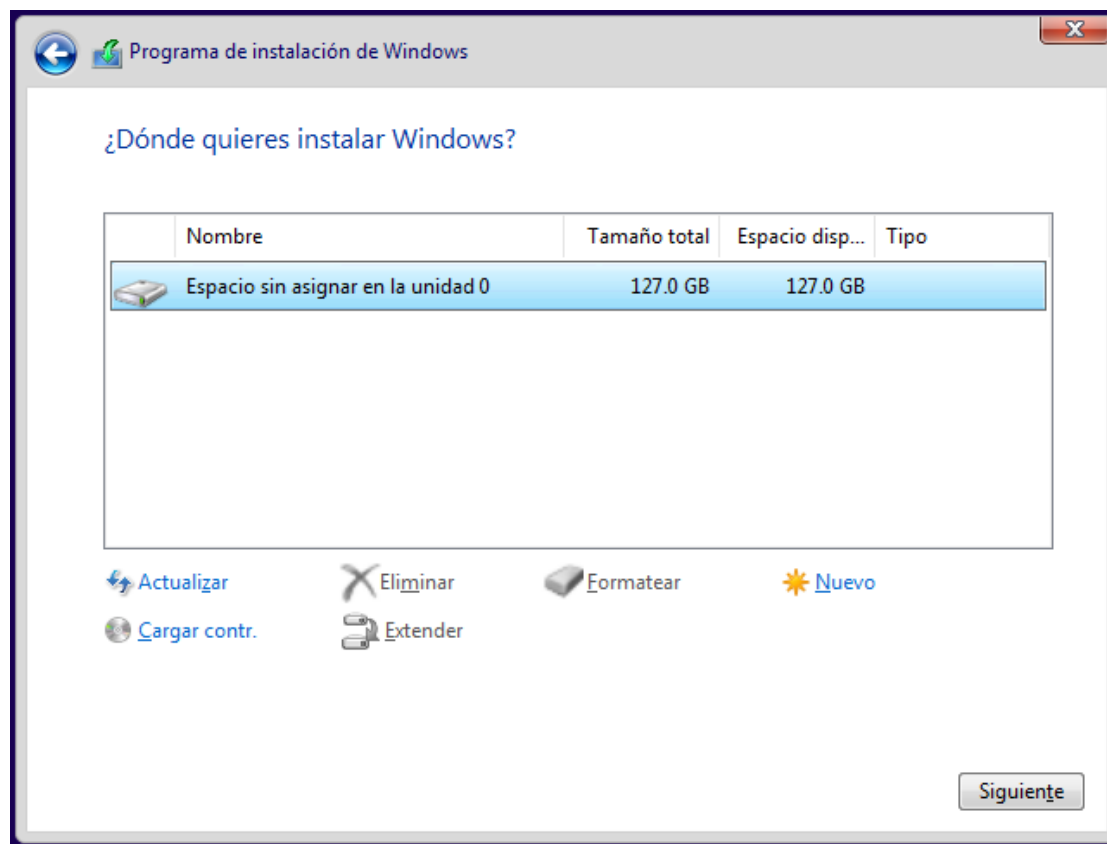 Programa de instalación de Windows
¿Dónde quieres instalar Windows?
Nombre Tamaño total Espacio disp... Tipo
Espacio sin asignar en la unidad 0 127.0 GB 127.0 GB
Actualizar Eliminar Formatear Nuevo
Cargar contr. Extender
Siguiente